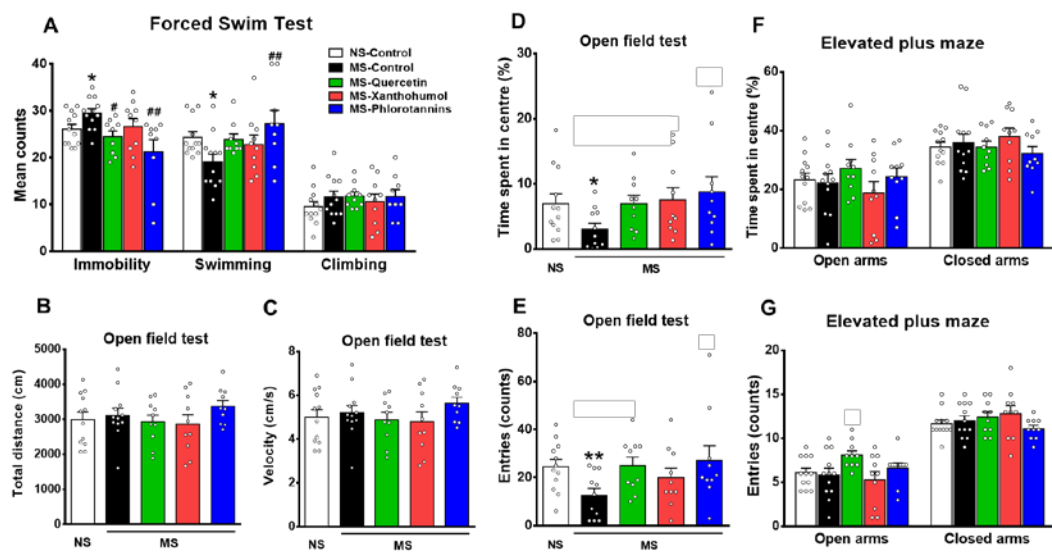 A
Forced Swim Test
NS-Control
MS-Control
MS-Quercetin
MS-Xanthohumol
MS-Phlorotannins
Mean counts
40
30
20
10
0
*
#
##
*
##
Immobility
Swimming
Climbing
B
Open field test
Total distance (cm)
5000
4000
3000
2000
1000
0
NS
MS
C
Open field test
Velocity (cm/s)
8
6
4
2
0
NS
MS
D
Open field test
Time spent in centre (%)
30
20
10
0
*
NS
MS
E
Open field test
Entries (counts)
80
60
40
20
0
**
NS
MS
F
Elevated plus maze
Time spent in centre (%)
60
40
20
0
Open arms
Closed arms
G
Elevated plus maze
Entries (counts)
20
15
10
5
0
Open arms
Closed arms